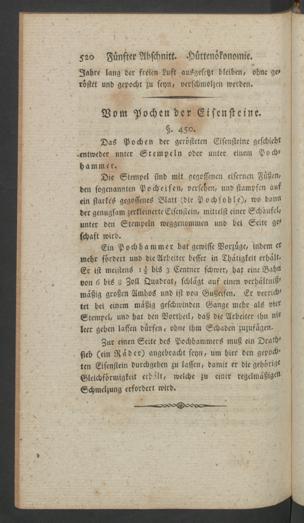 520 Fünfter Abschnitt. Hüttenökonomie.
Jahre lang der freien Luft ausgesetzt bleiben, ohne ge-
röstet und gepocht zu seyn, verschmolzen werden.
Vom Pochen der Eisensteine.
§. 450.
Das Pochen der gerösteten Eisensteine geschieht
entweder unter Stempeln oder unter einem Poch-
hammer.
Die Stempel sind mit gegossenen eisernen Füßen,
den sogenannten Pocheisen, versehen, und stampfen auf
ein starkes gegossenes Blatt (die Pochsohle), wo dann
der genugsam zerkleinerte Eisenstein, mittelst einer Schaufel,
unter den Stempeln weggenommen und bei Seite ge-
schaft wird.
Ein Pochhammer hat gewisse Vorzüge, indem er
mehr fördert und die Arbeiter besser in Thätigkeit erhält.
Er ist meistens 1½ bis 2 Centner schwer, hat eine Bahn
von 6 bis 8 Zoll Quadrat, schlägt auf einen verhältniß-
mäßig großen Amboß und ist von Gußeisen. Er verrich-
tet bei einem mäßig geschwinden Gange mehr als vier
Stempel, und hat den Vortheil, daß die Arbeiter ihn nie
leer gehen lassen dürfen, ohne ihm Schaden zuzufügen.
Zur einen Seite des Pochhammers muß ein Drath-
sieb (ein Räder) angebracht seyn, um hier den gepoch-
ten Eisenstein durchgehen zu lassen, damit er die gehörige
Gleichförmigkeit erhält, welche zu einer regelmäßigen
Schmelzung erfordert wird.